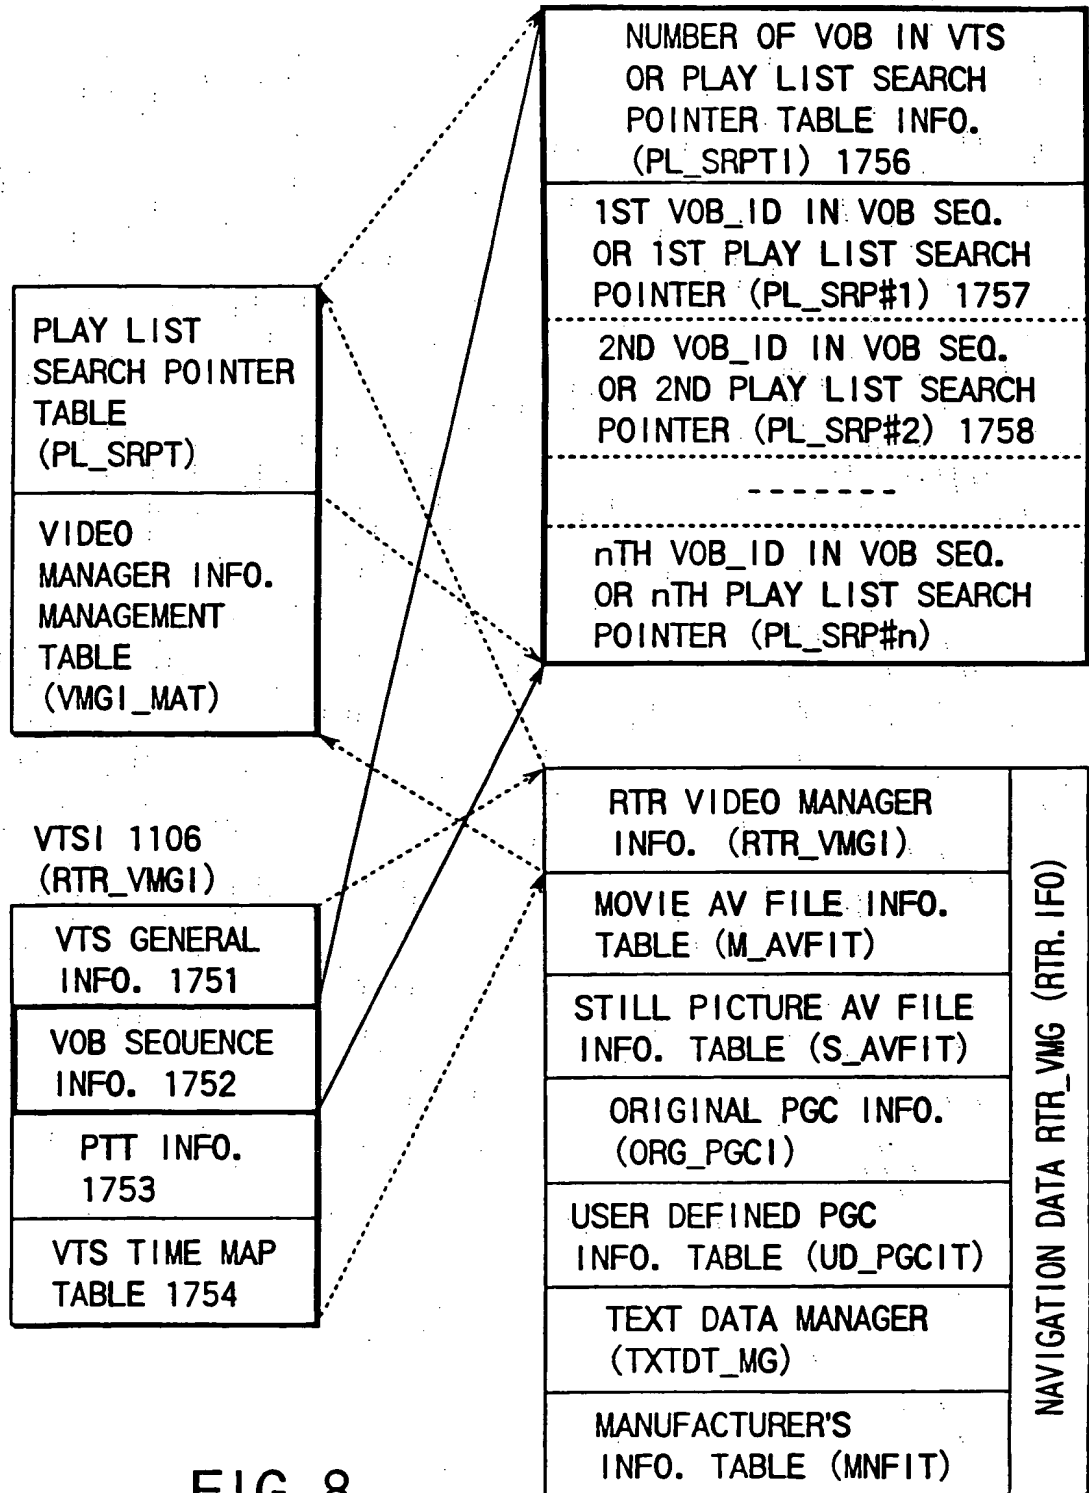 NUMBER OF VOB IN VTS
OR PLAY LIST SEARCH
POINTER TABLE INFO.
(PL_SRPTI) 1756
1ST VOB_ID IN VOB SEQ.
OR 1ST PLAY LIST SEARCH
POINTER (PL_SRP#1) 1757
2ND VOB_ID IN VOB SEQ.
OR 2ND PLAY LIST SEARCH
POINTER (PL_SRP#2) 1758
-------
nTH VOB_ID IN VOB SEQ.
OR nTH PLAY LIST SEARCH
POINTER (PL_SRP#n)
PLAY LIST
SEARCH POINTER
TABLE
(PL_SRPT)
VIDEO
MANAGER INFO.
MANAGEMENT
TABLE
(VMGI_MAT)
VTSI 1106
(RTR_VMGI)
VTS GENERAL
INFO. 1751
VOB SEQUENCE
INFO. 1752
PTT INFO.
1753
VTS TIME MAP
TABLE 1754
RTR VIDEO MANAGER
INFO. (RTR_VMGI)
MOVIE AV FILE INFO.
TABLE (M_AVFIT)
STILL PICTURE AV FILE
INFO. TABLE (S_AVFIT)
ORIGINAL PGC INFO.
(ORG_PGCI)
USER DEFINED PGC
INFO. TABLE (UD_PGCIT)
TEXT DATA MANAGER
(TXTDT_MG)
MANUFACTURER'S
INFO. TABLE (MNFIT)
NAVIGATION DATA RTR_VMG (RTR.IFO)
FIG. 8